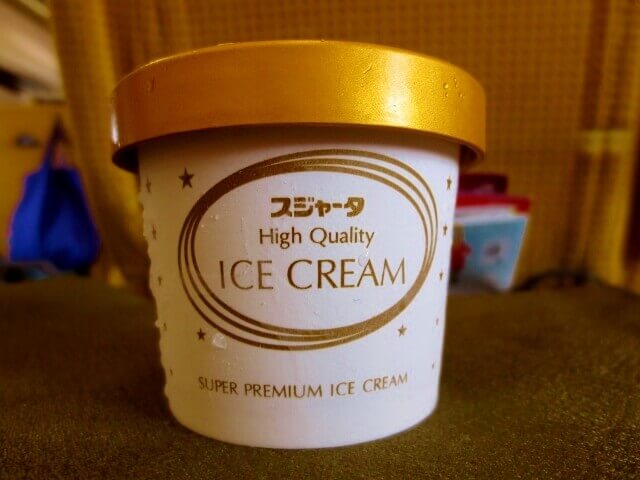 スジャータ
High Quality
ICE CREAM
SUPER PREMIUM ICE CREAM